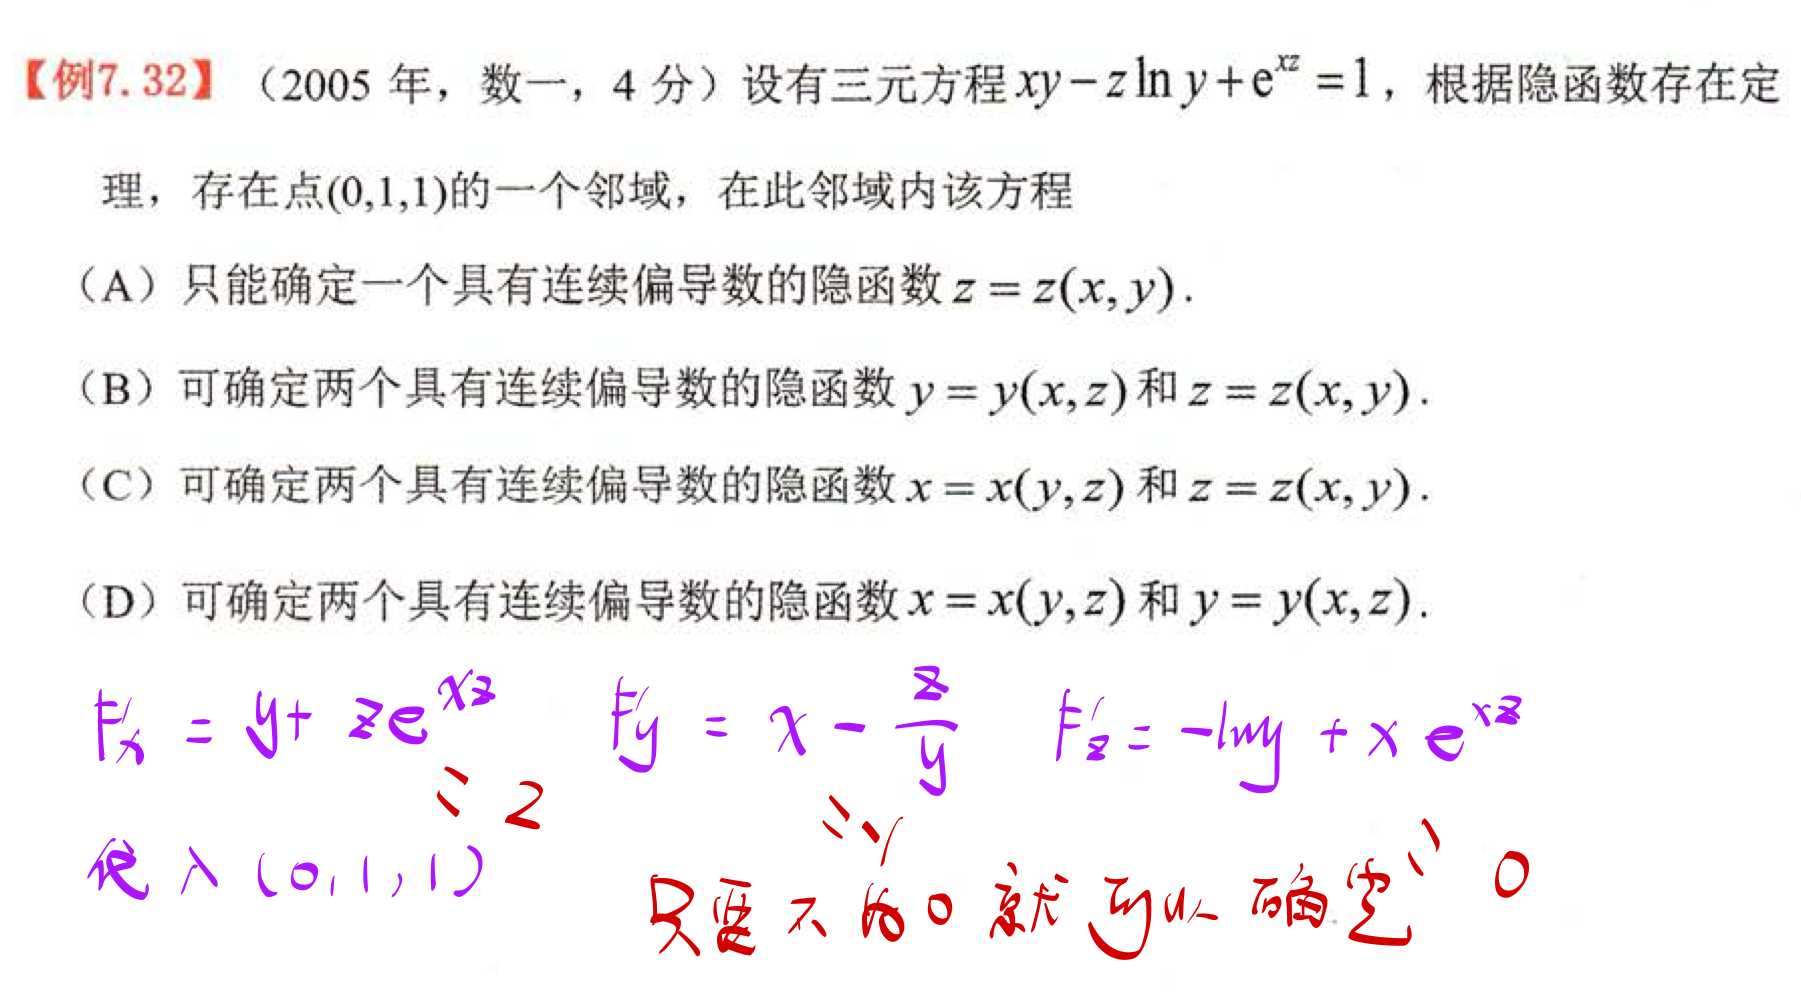 【例7.32】（2005 年，数一，4 分）设有三元方程 xy − z ln y + e^{xz} = 1，根据隐函数存在定
理，存在点(0,1,1)的一个邻域，在此邻域内该方程
（A）只能确定一个具有连续偏导数的隐函数 z = z(x, y).
（B）可确定两个具有连续偏导数的隐函数 y = y(x, z) 和 z = z(x, y).
（C）可确定两个具有连续偏导数的隐函数 x = x(y, z) 和 z = z(x, y).
（D）可确定两个具有连续偏导数的隐函数 x = x(y, z) 和 y = y(x, z).
F'x = y + ze^{xz} F'y = x − z/y F'z = −lny + x e^{xz}
= 2 = -1 = 0
代入 (0,1,1)
只要不为0就可以确定